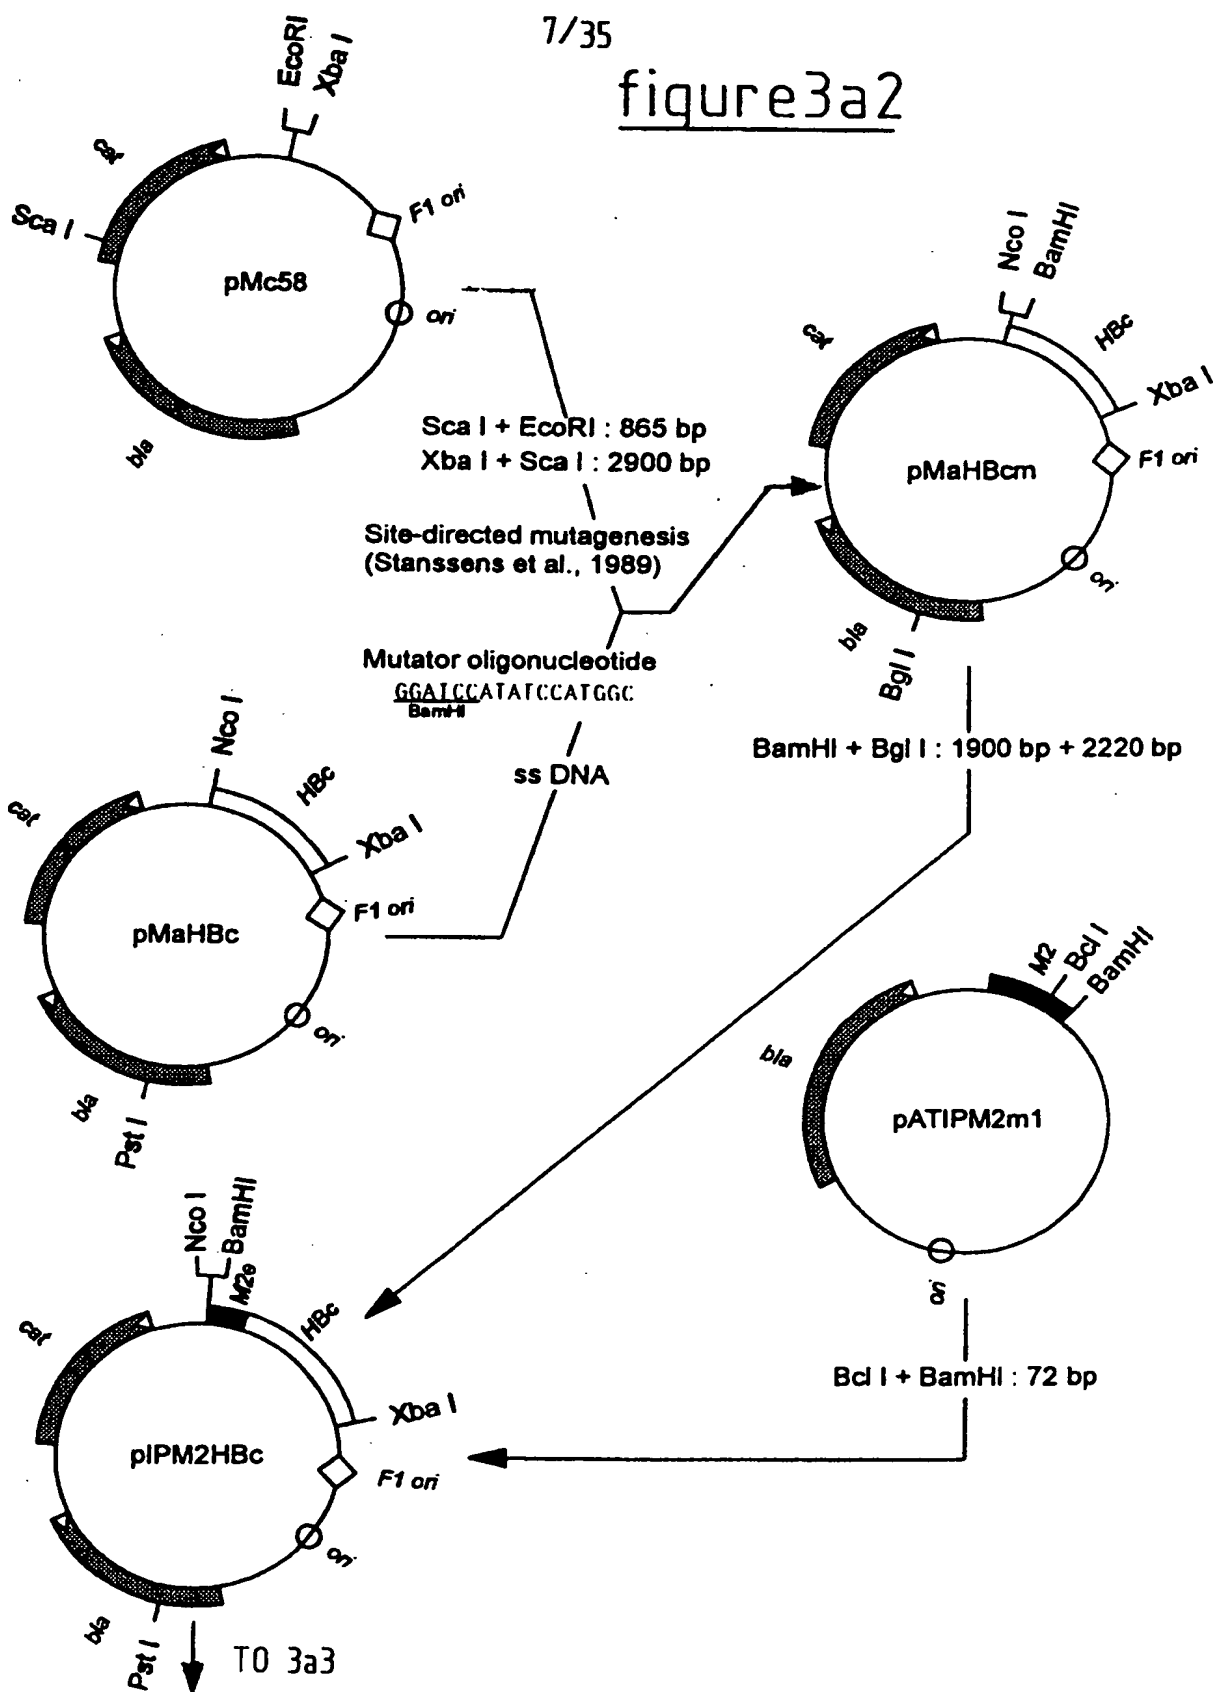 7/35
figure3a2
EcoRI
Xba I
cat
Sca I
F1 ori
pMc58
ori
bla
Sca I + EcoRI : 865 bp
Xba I + Sca I : 2900 bp
Site-directed mutagenesis
(Stanssens et al., 1989)
Mutator oligonucleotide
GGATCCATATCCATGGC
BamHI
ss DNA
Nco I
BamHI
cat
HBc
Xba I
pMaHBcm
F1 ori
ori
bla
Bgl I
BamHI + Bgl I : 1900 bp + 2220 bp
Nco I
HBc
cat
Xba I
F1 ori
pMaHBc
ori
bla
Pst I
M2
Bcl I
BamHI
bla
pATIPM2m1
ori
Bcl I + BamHI : 72 bp
Nco I
BamHI
M2e
HBc
cat
Xba I
pIPM2HBc
F1 ori
ori
bla
Pst I
TO 3a3